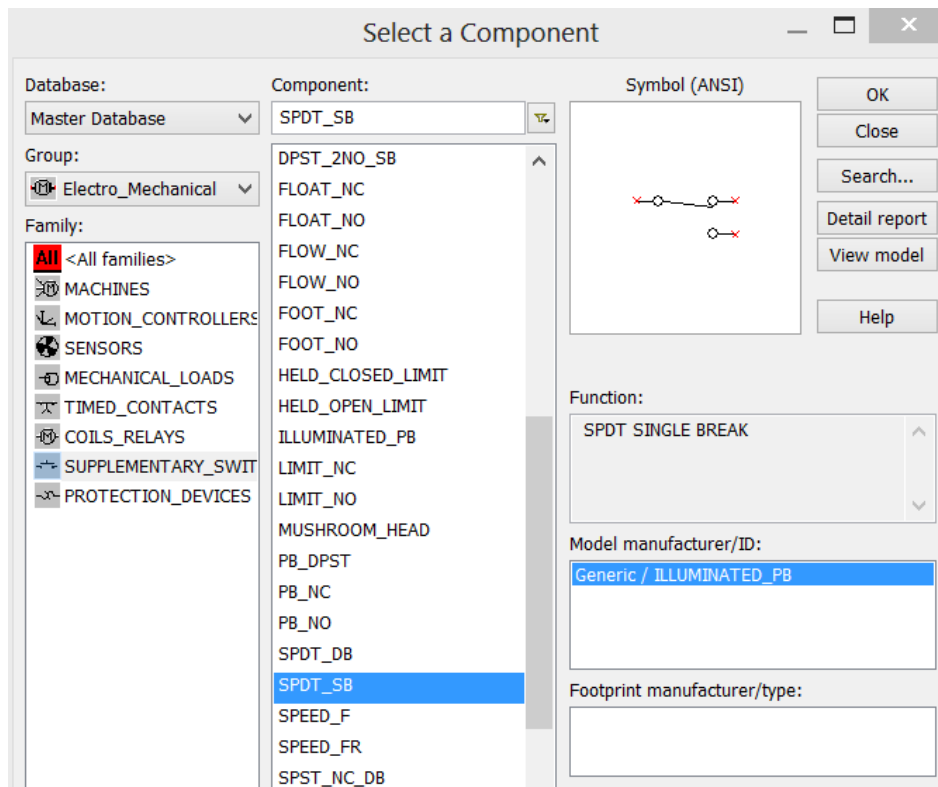 Select a Component
Database:
Master Database
Group:
Electro_Mechanical
Family:
All <All families>
MACHINES
MOTION_CONTROLLERS
SENSORS
MECHANICAL_LOADS
TIMED_CONTACTS
COILS_RELAYS
SUPPLEMENTARY_SWIT
PROTECTION_DEVICES
Component:
SPDT_SB
DPST_2NO_SB
FLOAT_NC
FLOAT_NO
FLOW_NC
FLOW_NO
FOOT_NC
FOOT_NO
HELD_CLOSED_LIMIT
HELD_OPEN_LIMIT
ILLUMINATED_PB
LIMIT_NC
LIMIT_NO
MUSHROOM_HEAD
PB_DPST
PB_NC
PB_NO
SPDT_DB
SPDT_SB
SPEED_F
SPEED_FR
SPST_NC_DB
Symbol (ANSI)
Function:
SPDT SINGLE BREAK
Model manufacturer/ID:
Generic / ILLUMINATED_PB
Footprint manufacturer/type:
OK
Close
Search...
Detail report
View model
Help